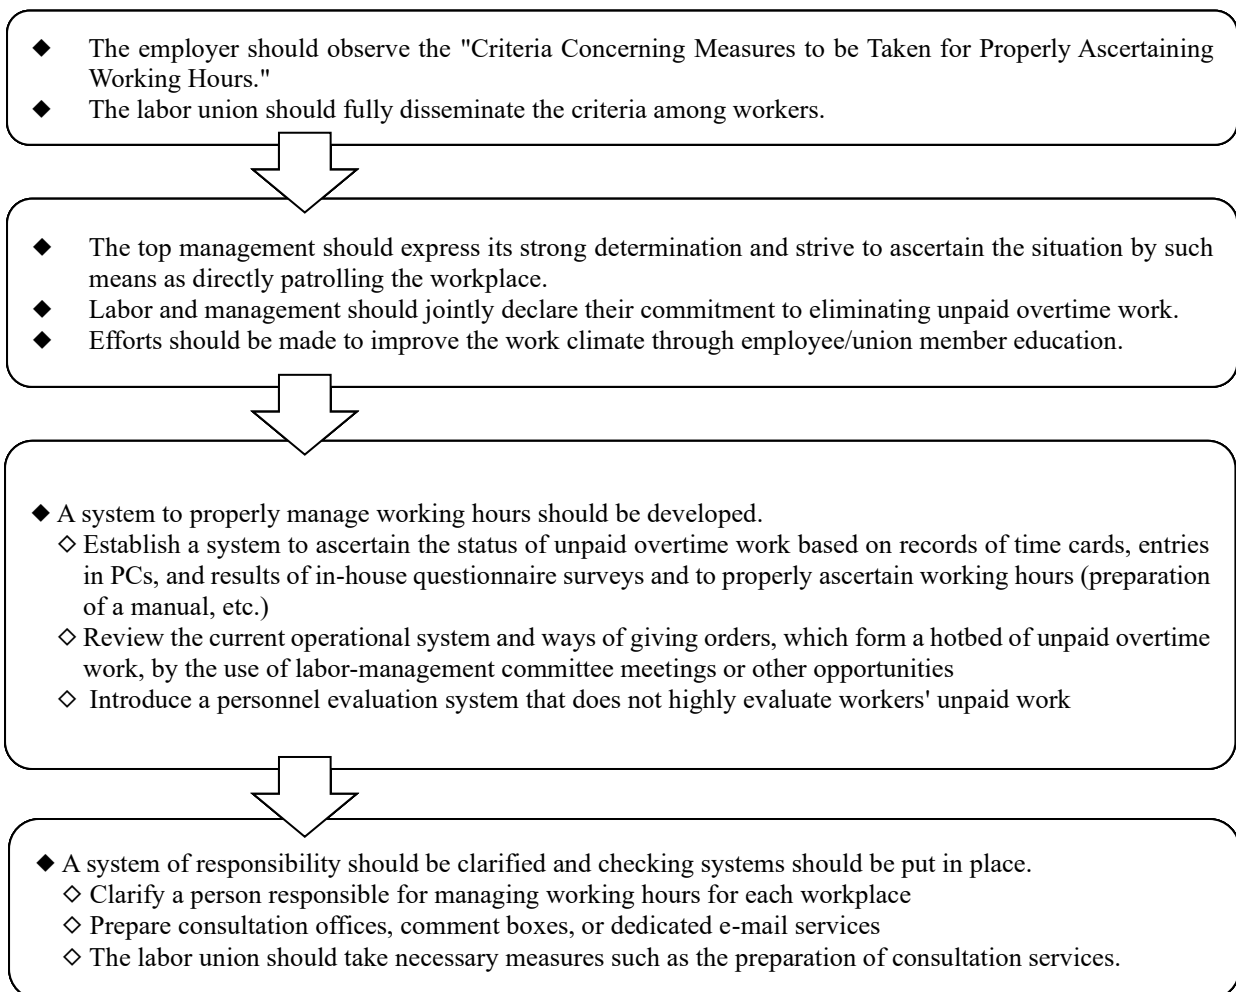 ◆ The employer should observe the "Criteria Concerning Measures to be Taken for Properly Ascertaining
Working Hours."
◆ The labor union should fully disseminate the criteria among workers.
◆ The top management should express its strong determination and strive to ascertain the situation by such
means as directly patrolling the workplace.
◆ Labor and management should jointly declare their commitment to eliminating unpaid overtime work.
◆ Efforts should be made to improve the work climate through employee/union member education.
◆ A system to properly manage working hours should be developed.
◇ Establish a system to ascertain the status of unpaid overtime work based on records of time cards, entries
in PCs, and results of in-house questionnaire surveys and to properly ascertain working hours (preparation
of a manual, etc.)
◇ Review the current operational system and ways of giving orders, which form a hotbed of unpaid overtime
work, by the use of labor-management committee meetings or other opportunities
◇ Introduce a personnel evaluation system that does not highly evaluate workers' unpaid work
◆ A system of responsibility should be clarified and checking systems should be put in place.
◇ Clarify a person responsible for managing working hours for each workplace
◇ Prepare consultation offices, comment boxes, or dedicated e-mail services
◇ The labor union should take necessary measures such as the preparation of consultation services.